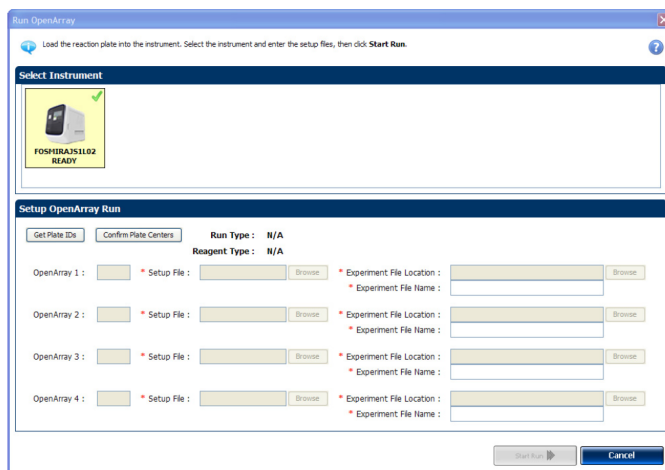 Run OpenArray
Load the reaction plate into the instrument. Select the instrument and enter the setup files, then click Start Run.
Select Instrument
FOSMIRAJS1L02
READY
Setup OpenArray Run
Get Plate IDs Confirm Plate Centers Run Type : N/A
Reagent Type : N/A
OpenArray 1 : * Setup File : Browse * Experiment File Location : Browse
* Experiment File Name :
OpenArray 2 : * Setup File : Browse * Experiment File Location : Browse
* Experiment File Name :
OpenArray 3 : * Setup File : Browse * Experiment File Location : Browse
* Experiment File Name :
OpenArray 4 : * Setup File : Browse * Experiment File Location : Browse
* Experiment File Name :
Start Run Cancel